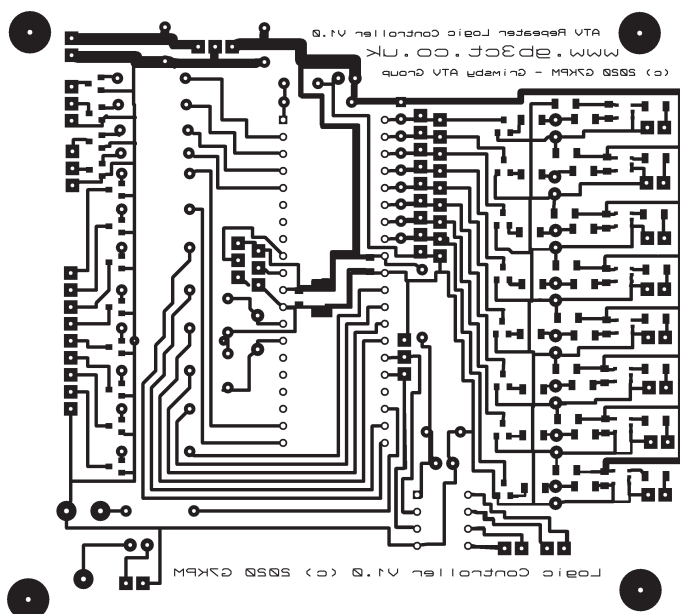 ATV Repeater Logic Controller V1.0
www.gb3ct.co.uk
(c) 2020 G7KPM - Grimsby ATV Group
Logic Controller V1.0 (c) 2020 G7KPM